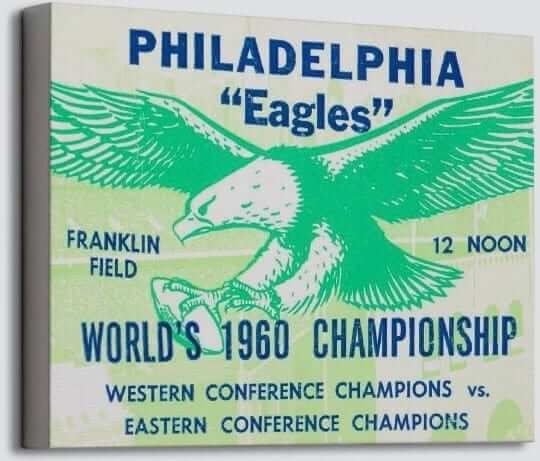 PHILADELPHIA
"Eagles"
FRANKLIN
FIELD
12 NOON
WORLD'S 1960 CHAMPIONSHIP
WESTERN CONFERENCE CHAMPIONS vs.
EASTERN CONFERENCE CHAMPIONS